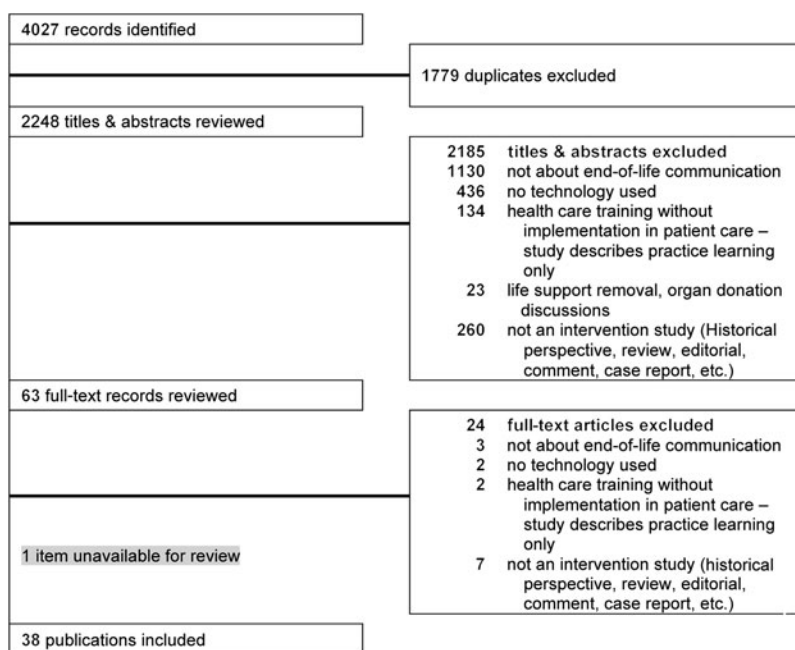 4027 records identified
1779 duplicates excluded
2248 titles & abstracts reviewed
2185 titles & abstracts excluded
1130 not about end-of-life communication
436 no technology used
134 health care training without
implementation in patient care –
study describes practice learning
only
23 life support removal, organ donation
discussions
260 not an intervention study (Historical
perspective, review, editorial,
comment, case report, etc.)
63 full-text records reviewed
24 full-text articles excluded
3 not about end-of-life communication
2 no technology used
2 health care training without
implementation in patient care –
study describes practice learning
only
7 not an intervention study (historical
perspective, review, editorial,
comment, case report, etc.)
1 item unavailable for review
38 publications included